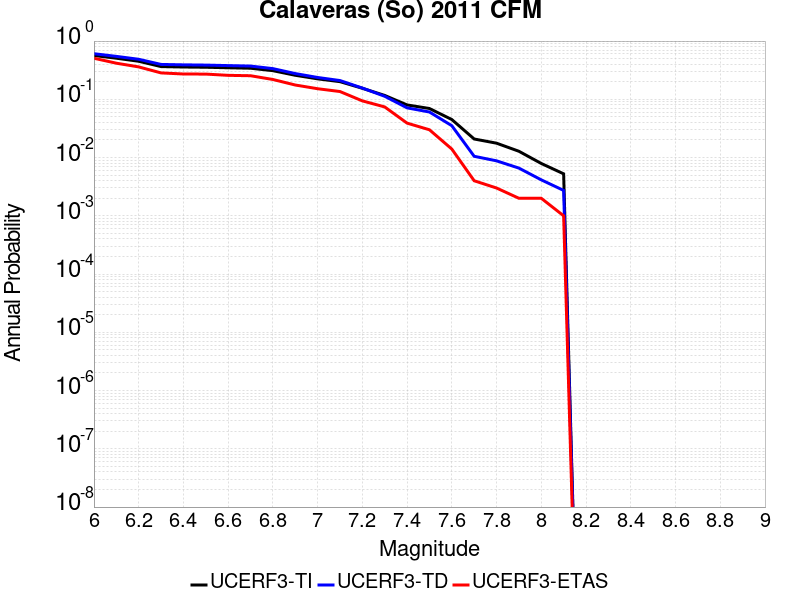 Calaveras (So) 2011 CFM
Annual Probability
10^0
10^-1
10^-2
10^-3
10^-4
10^-5
10^-6
10^-7
10^-8
6 6.2 6.4 6.6 6.8 7 7.2 7.4 7.6 7.8 8 8.2 8.4 8.6 8.8 9
Magnitude
UCERF3-TI UCERF3-TD UCERF3-ETAS